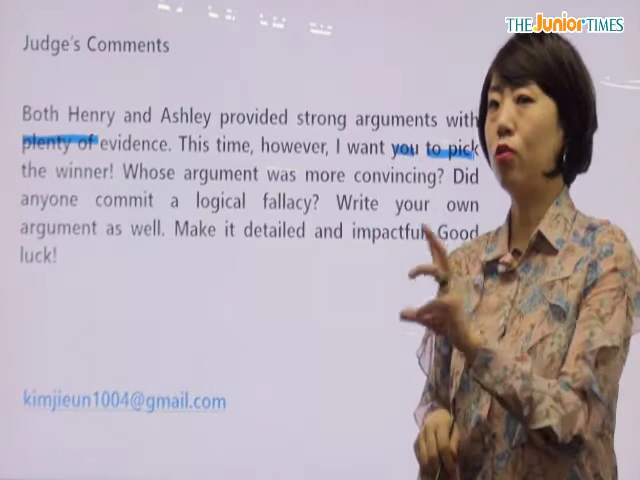 THE Junior TIMES
Judge's Comments
Both Henry and Ashley provided strong arguments with
plenty of evidence. This time, however, I want you to pick
the winner! Whose argument was more convincing? Did
anyone commit a logical fallacy? Write your own
argument as well. Make it detailed and impactful. Good
luck!
kimjieun1004@gmail.com